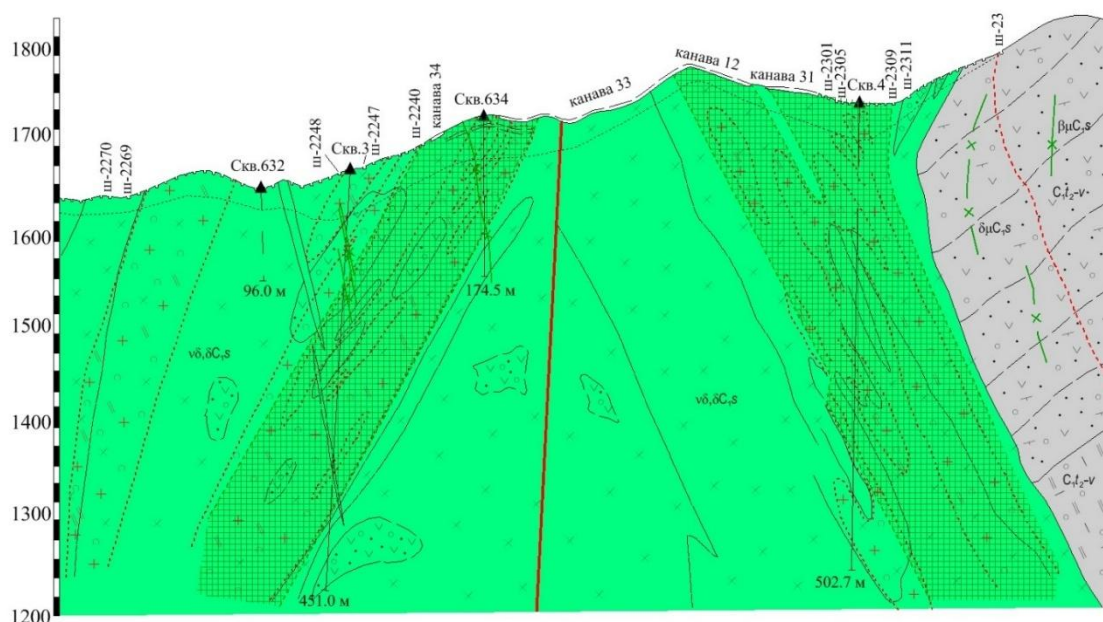 1800
1700
1600
1500
1400
1300
1200
ш-2270
ш-2269
Скв.632
96.0 м
ш-2248
Скв.3
ш-2247
ш-2240
канава 34
Скв.634
174.5 м
451.0 м
канава 33
канава 12
канава 31
ш-2301
ш-2305
Скв.4
ш-2309
ш-2311
502.7 м
ш-23
νδ,δC₁s
νδ,δC₁s
βμC₁s
C₁t₂-v
δμC₁s
C₁t₂-v